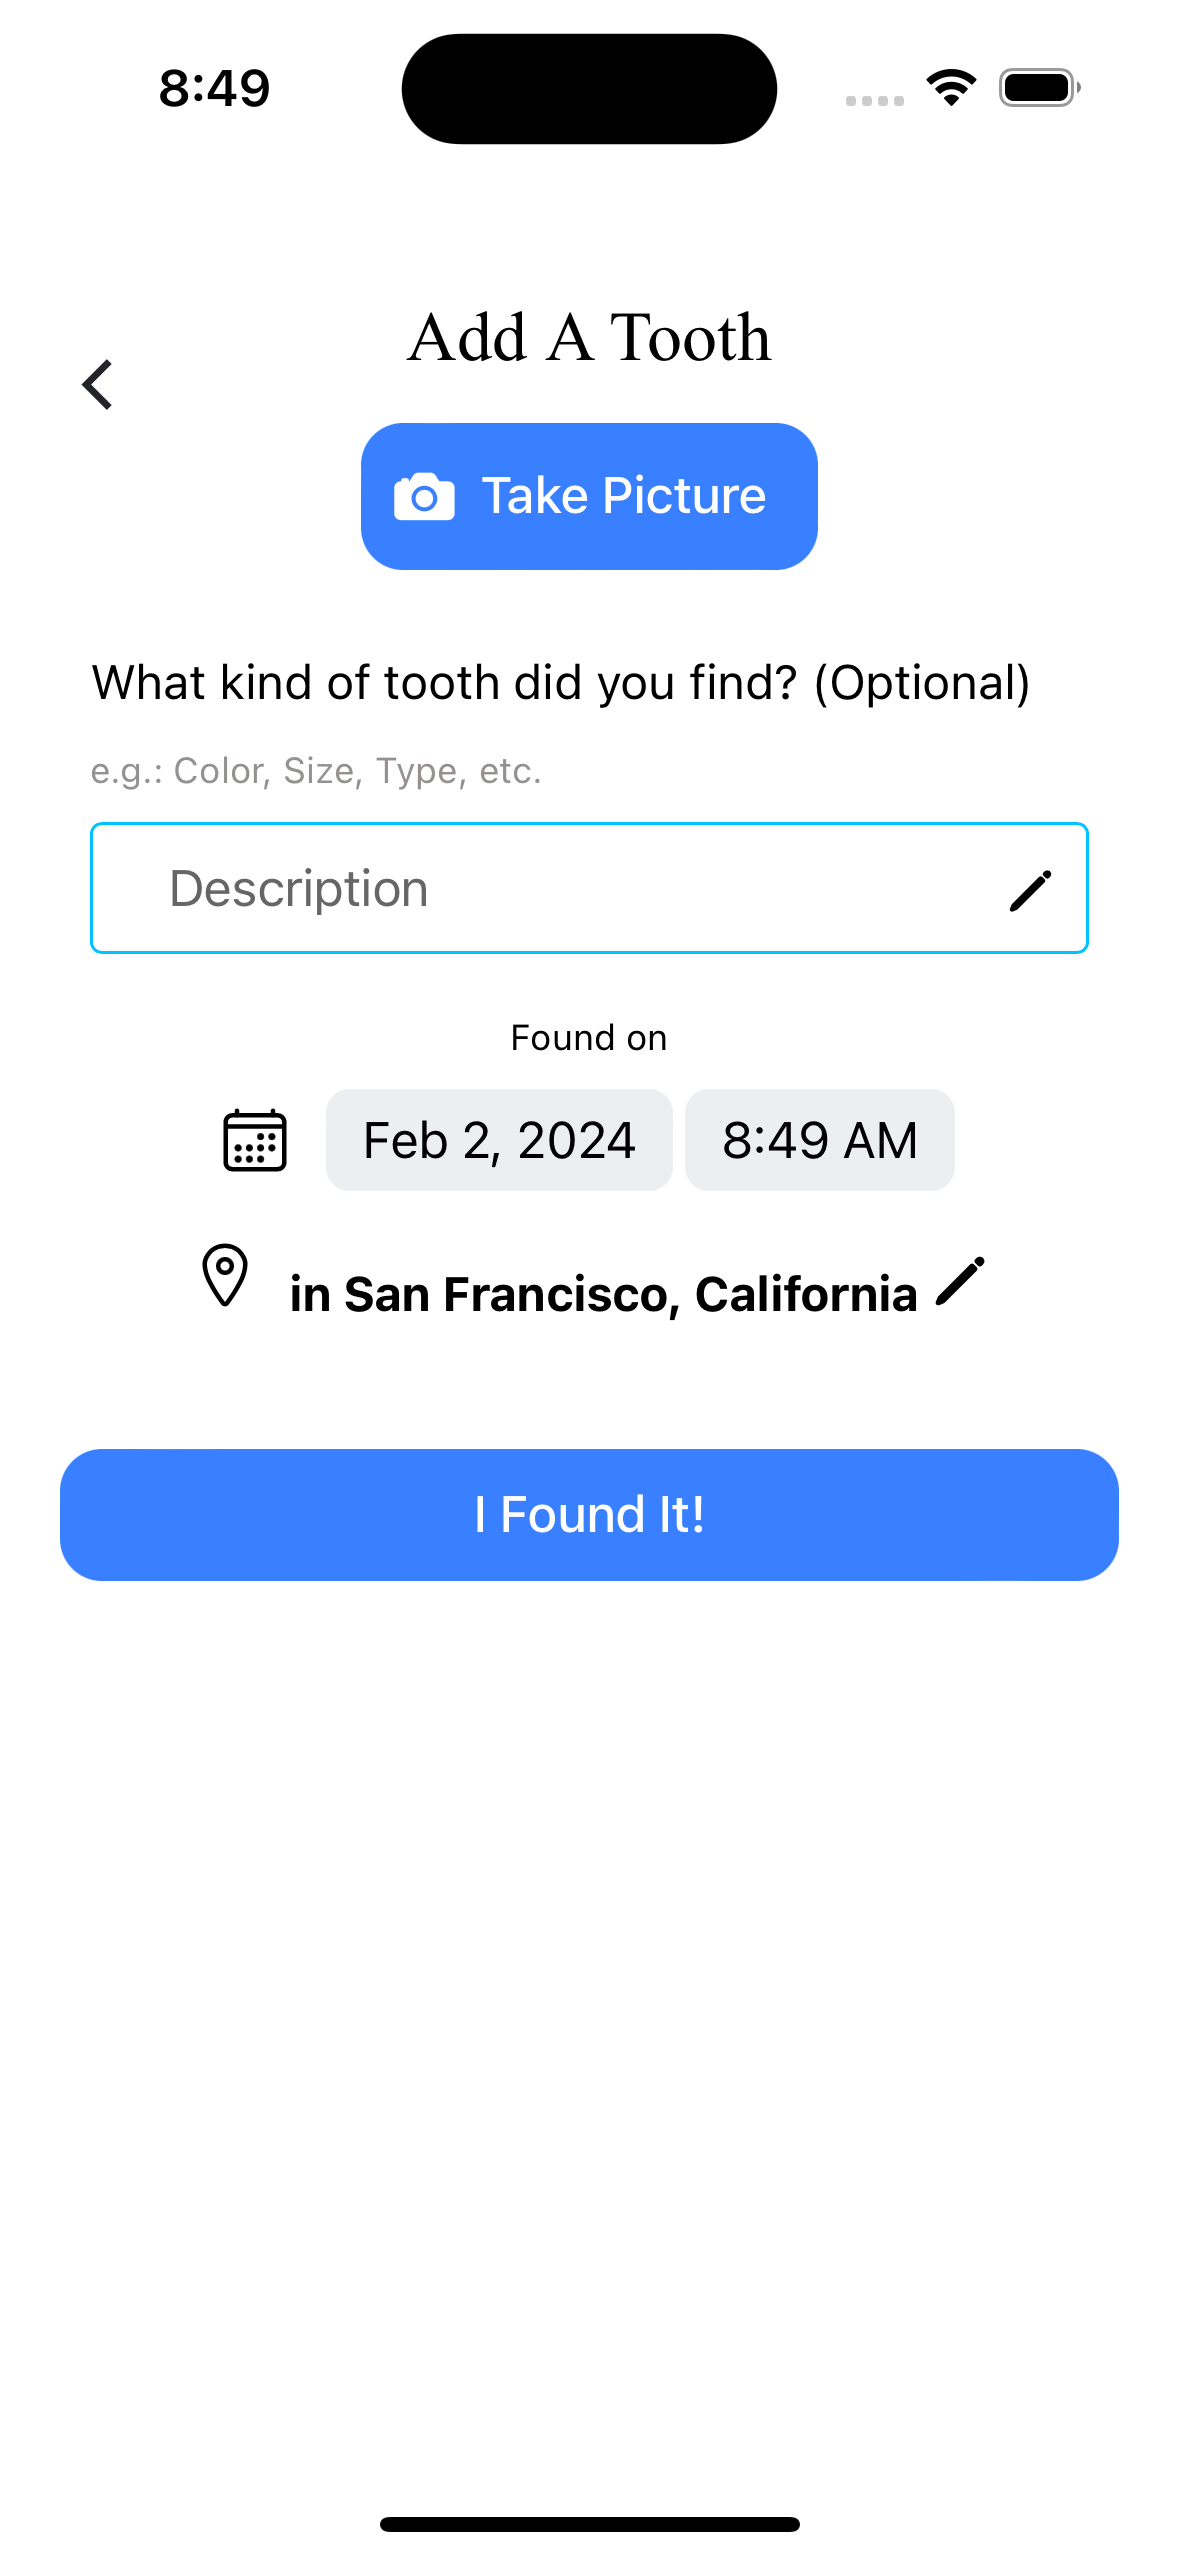 8:49
Add A Tooth
Take Picture
What kind of tooth did you find? (Optional)
e.g.: Color, Size, Type, etc.
Description
Found on
Feb 2, 2024 8:49 AM
in San Francisco, California
I Found It!